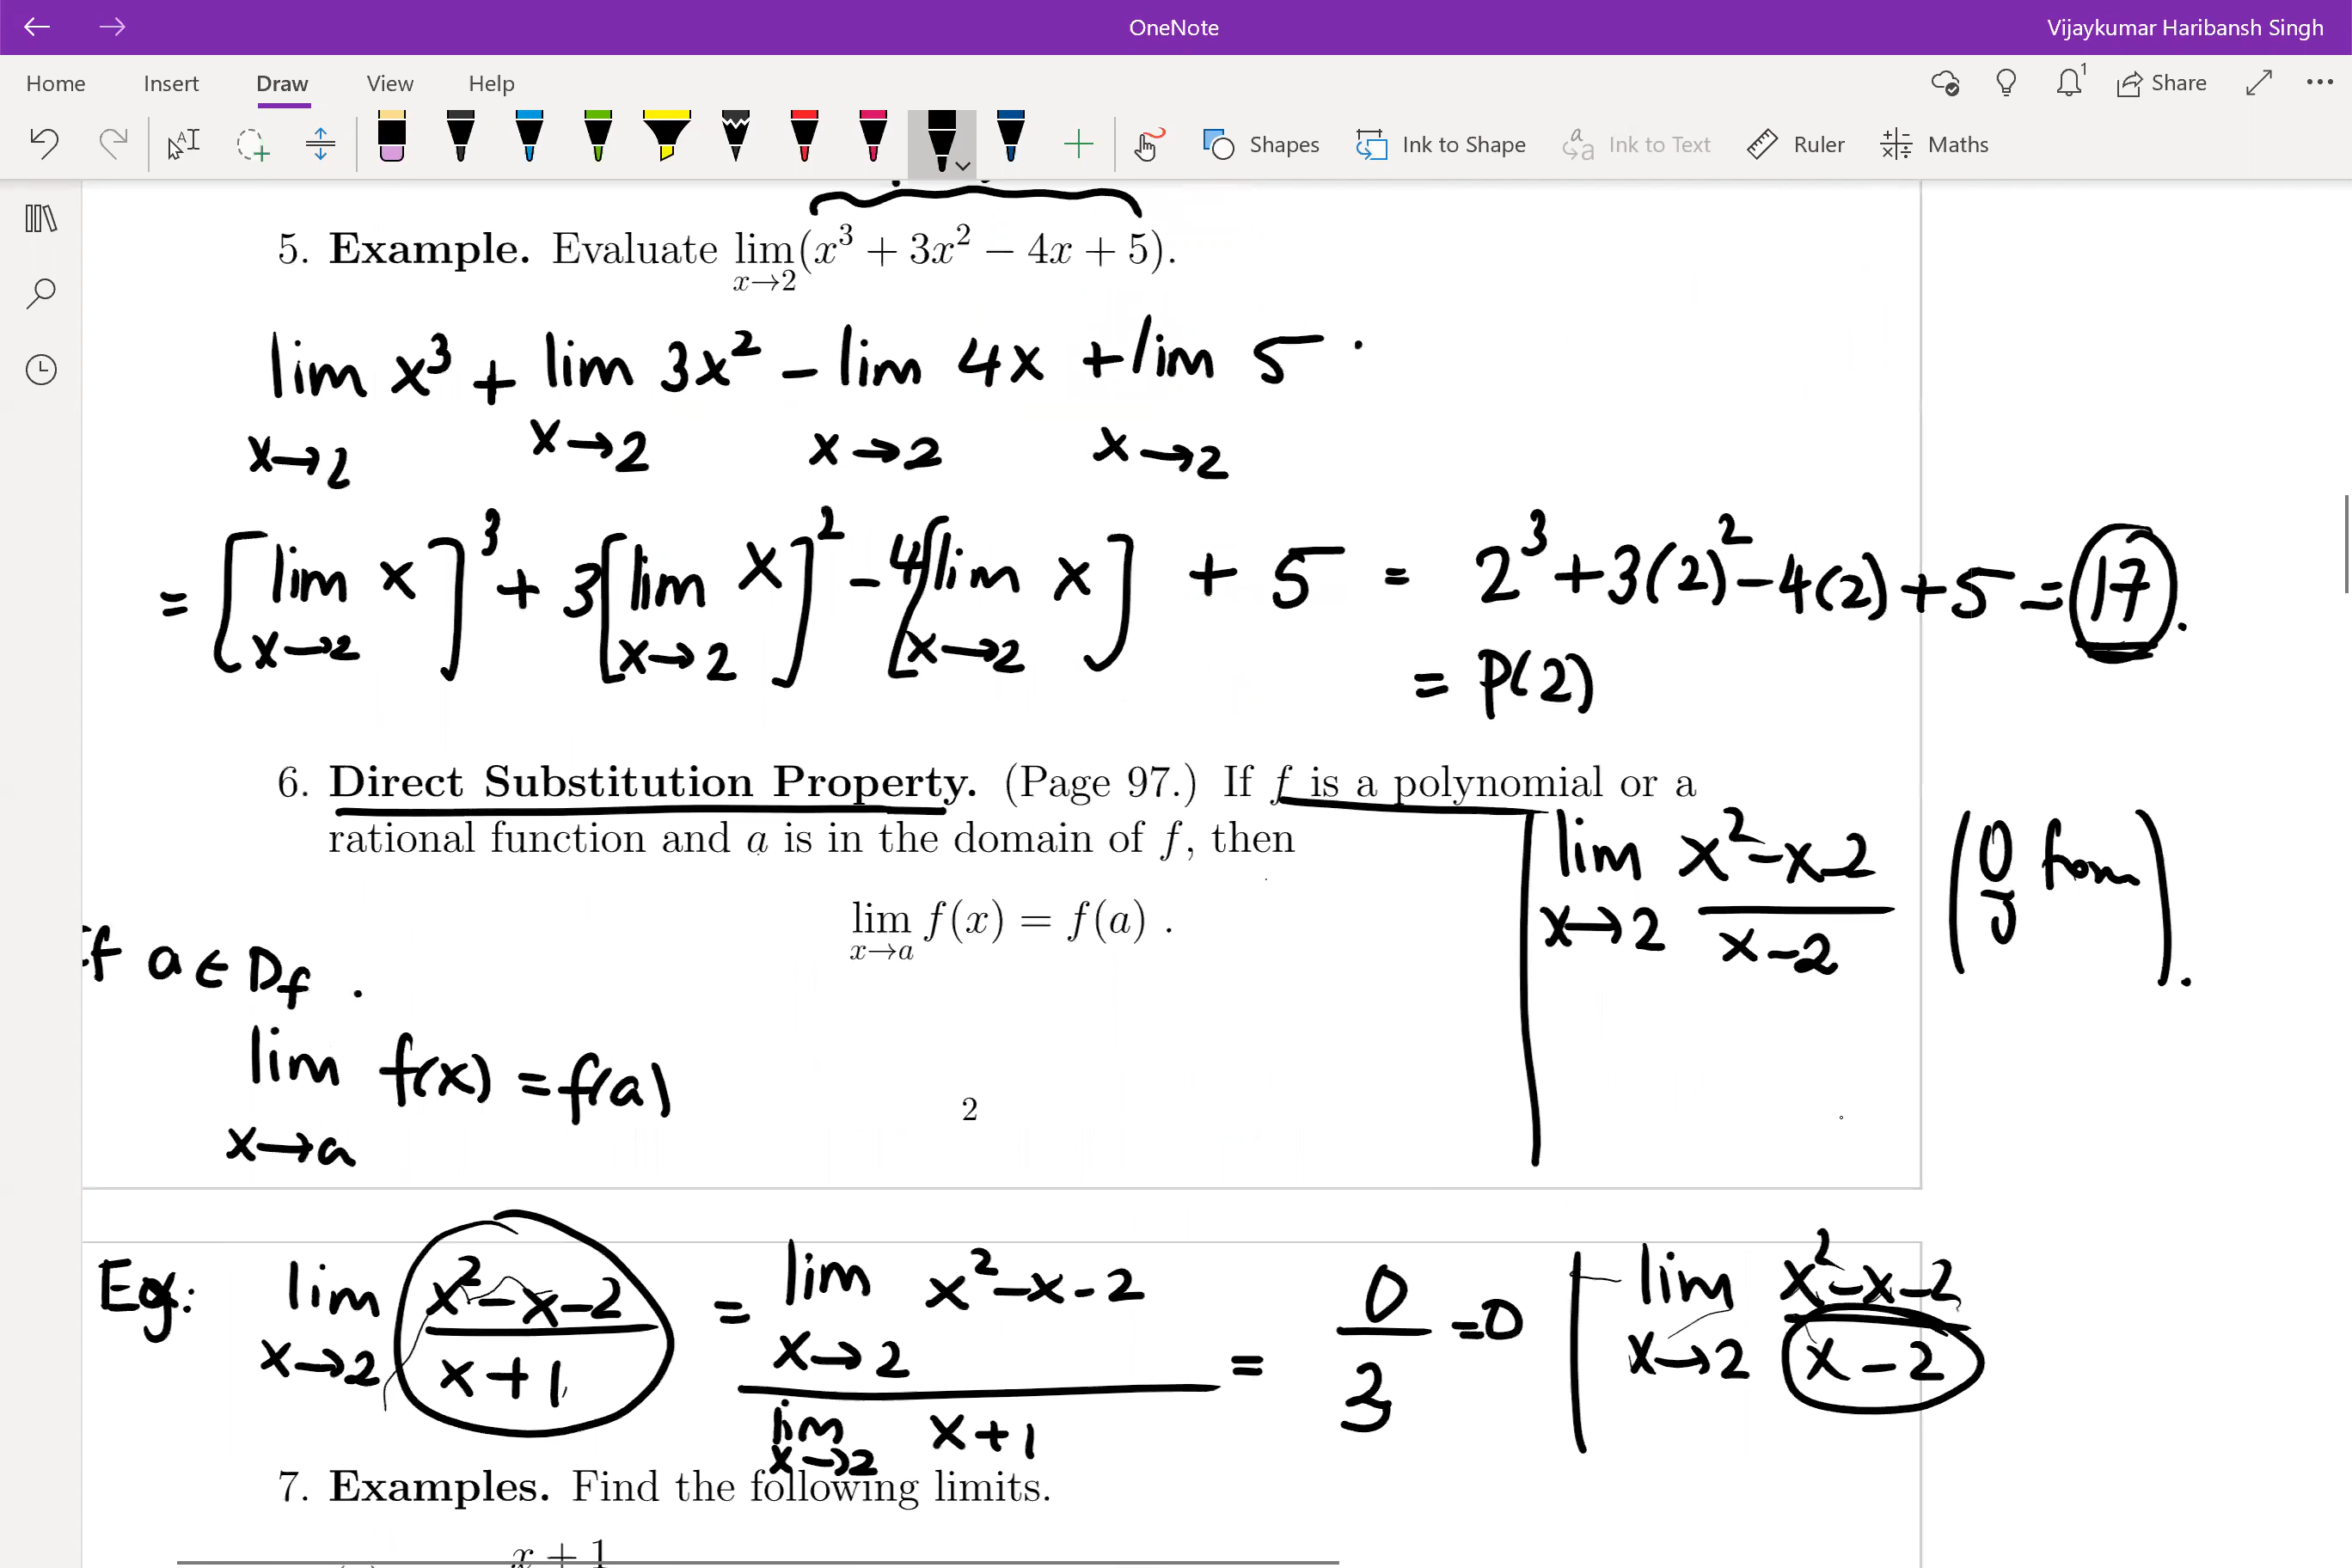 OneNote
Vijaykumar Haribansh Singh
Home Insert Draw View Help
1 Share
Shapes Ink to Shape Ink to Text Ruler Maths
5. Example. Evaluate lim x→2 (x³ + 3x² − 4x + 5).
lim x→2 x³ + lim x→2 3x² − lim x→2 4x + lim x→2 5
= [lim x→2 x]³ + 3[lim x→2 x]² − 4[lim x→2 x] + 5 = 2³ + 3(2)² − 4(2) + 5 = 17.
= P(2)
6. Direct Substitution Property. (Page 97.) If f is a polynomial or a
rational function and a is in the domain of f, then
lim x→a f(x) = f(a) .
lim x→2 (x²−x−2)/(x−2) (0/0 from).
If a ∈ Df .
lim x→a f(x) = f(a)
2
Eg: lim x→2 (x²−x−2)/(x+1) = (lim x→2 x²−x−2)/(lim x→2 x+1) = 0/3 = 0
lim x→2 (x²−x−2)/(x−2)
7. Examples. Find the following limits.
x + 1